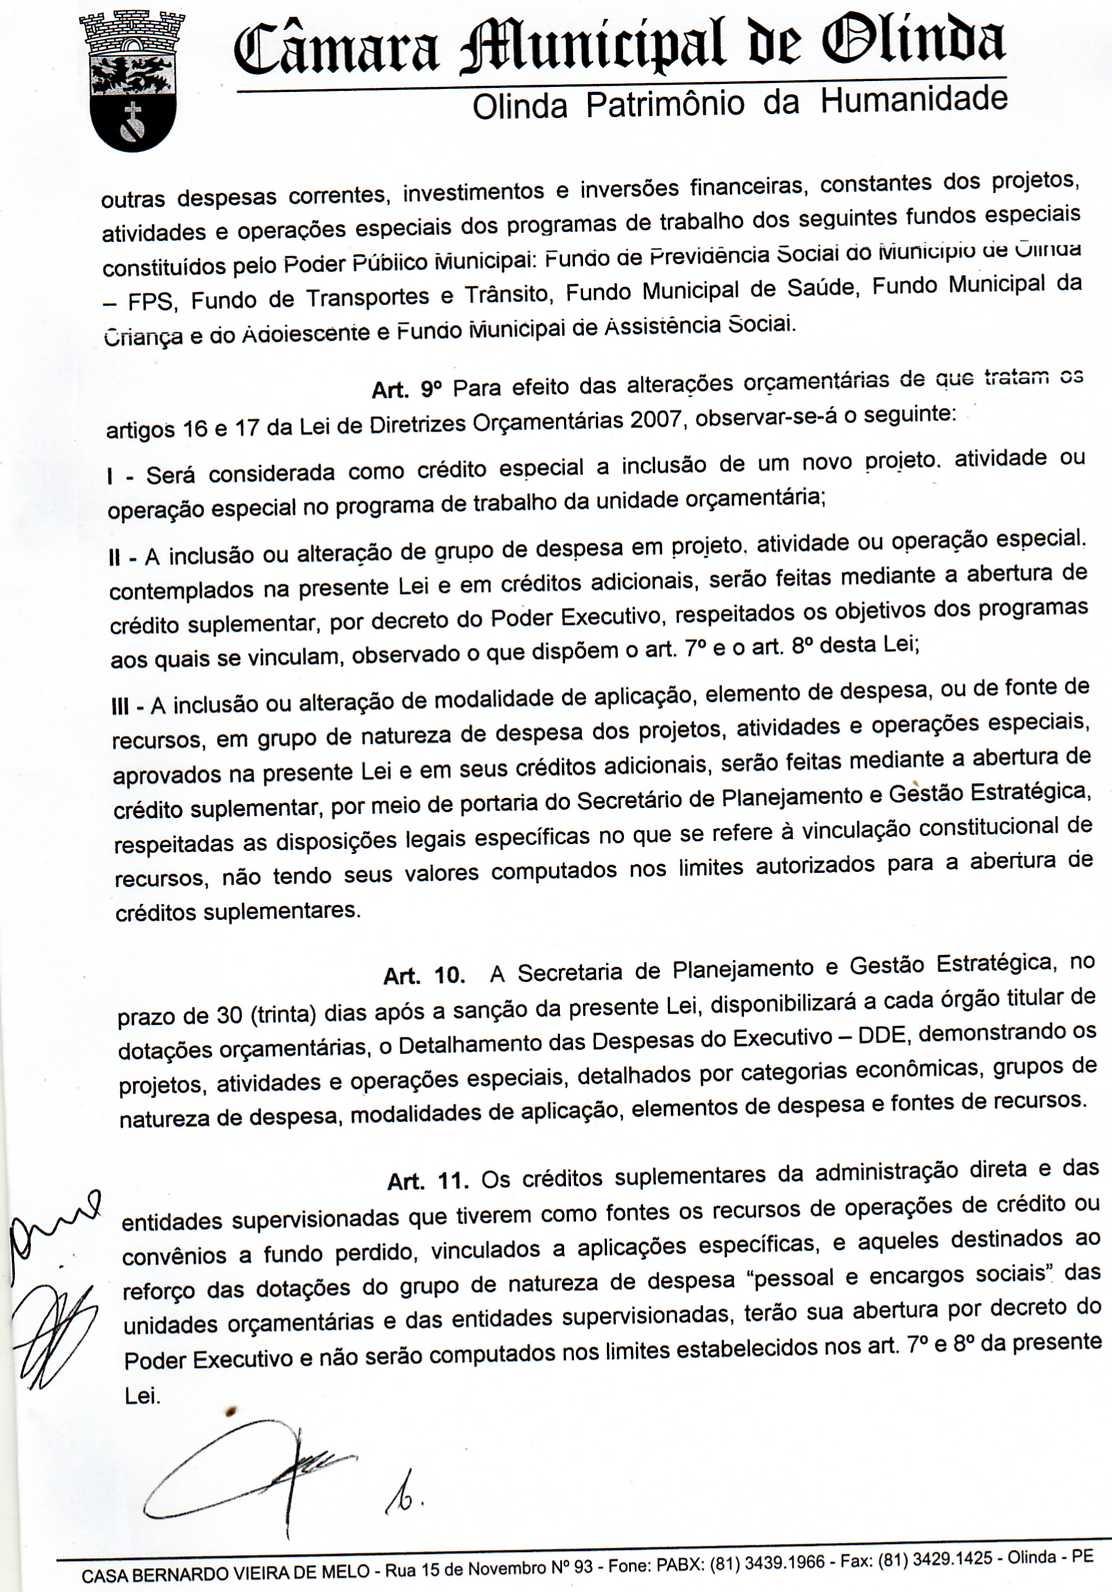 Câmara Municipal de Olinda
Olinda Patrimônio da Humanidade
outras despesas correntes, investimentos e inversões financeiras, constantes dos projetos,
atividades e operações especiais dos programas de trabalho dos seguintes fundos especiais
constituídos pelo Poder Público Municipal: Fundo de Previdência Social do Município de Olinda
– FPS, Fundo de Transportes e Trânsito, Fundo Municipal de Saúde, Fundo Municipal da
Criança e do Adolescente e Fundo Municipal de Assistência Social.
Art. 9º Para efeito das alterações orçamentárias de que tratam os
artigos 16 e 17 da Lei de Diretrizes Orçamentárias 2007, observar-se-á o seguinte:
I - Será considerada como crédito especial a inclusão de um novo projeto, atividade ou
operação especial no programa de trabalho da unidade orçamentária;
II - A inclusão ou alteração de grupo de despesa em projeto, atividade ou operação especial,
contemplados na presente Lei e em créditos adicionais, serão feitas mediante a abertura de
crédito suplementar, por decreto do Poder Executivo, respeitados os objetivos dos programas
aos quais se vinculam, observado o que dispõem o art. 7º e o art. 8º desta Lei;
III - A inclusão ou alteração de modalidade de aplicação, elemento de despesa, ou de fonte de
recursos, em grupo de natureza de despesa dos projetos, atividades e operações especiais,
aprovados na presente Lei e em seus créditos adicionais, serão feitas mediante a abertura de
crédito suplementar, por meio de portaria do Secretário de Planejamento e Gestão Estratégica,
respeitadas as disposições legais específicas no que se refere à vinculação constitucional de
recursos, não tendo seus valores computados nos limites autorizados para a abertura de
créditos suplementares.
Art. 10. A Secretaria de Planejamento e Gestão Estratégica, no
prazo de 30 (trinta) dias após a sanção da presente Lei, disponibilizará a cada órgão titular de
dotações orçamentárias, o Detalhamento das Despesas do Executivo – DDE, demonstrando os
projetos, atividades e operações especiais, detalhados por categorias econômicas, grupos de
natureza de despesa, modalidades de aplicação, elementos de despesa e fontes de recursos.
Art. 11. Os créditos suplementares da administração direta e das
entidades supervisionadas que tiverem como fontes os recursos de operações de crédito ou
convênios a fundo perdido, vinculados a aplicações específicas, e aqueles destinados ao
reforço das dotações do grupo de natureza de despesa “pessoal e encargos sociais” das
unidades orçamentárias e das entidades supervisionadas, terão sua abertura por decreto do
Poder Executivo e não serão computados nos limites estabelecidos nos art. 7º e 8º da presente
Lei.
CASA BERNARDO VIEIRA DE MELO - Rua 15 de Novembro Nº 93 - Fone: PABX: (81) 3439.1966 - Fax: (81) 3429.1425 - Olinda - PE